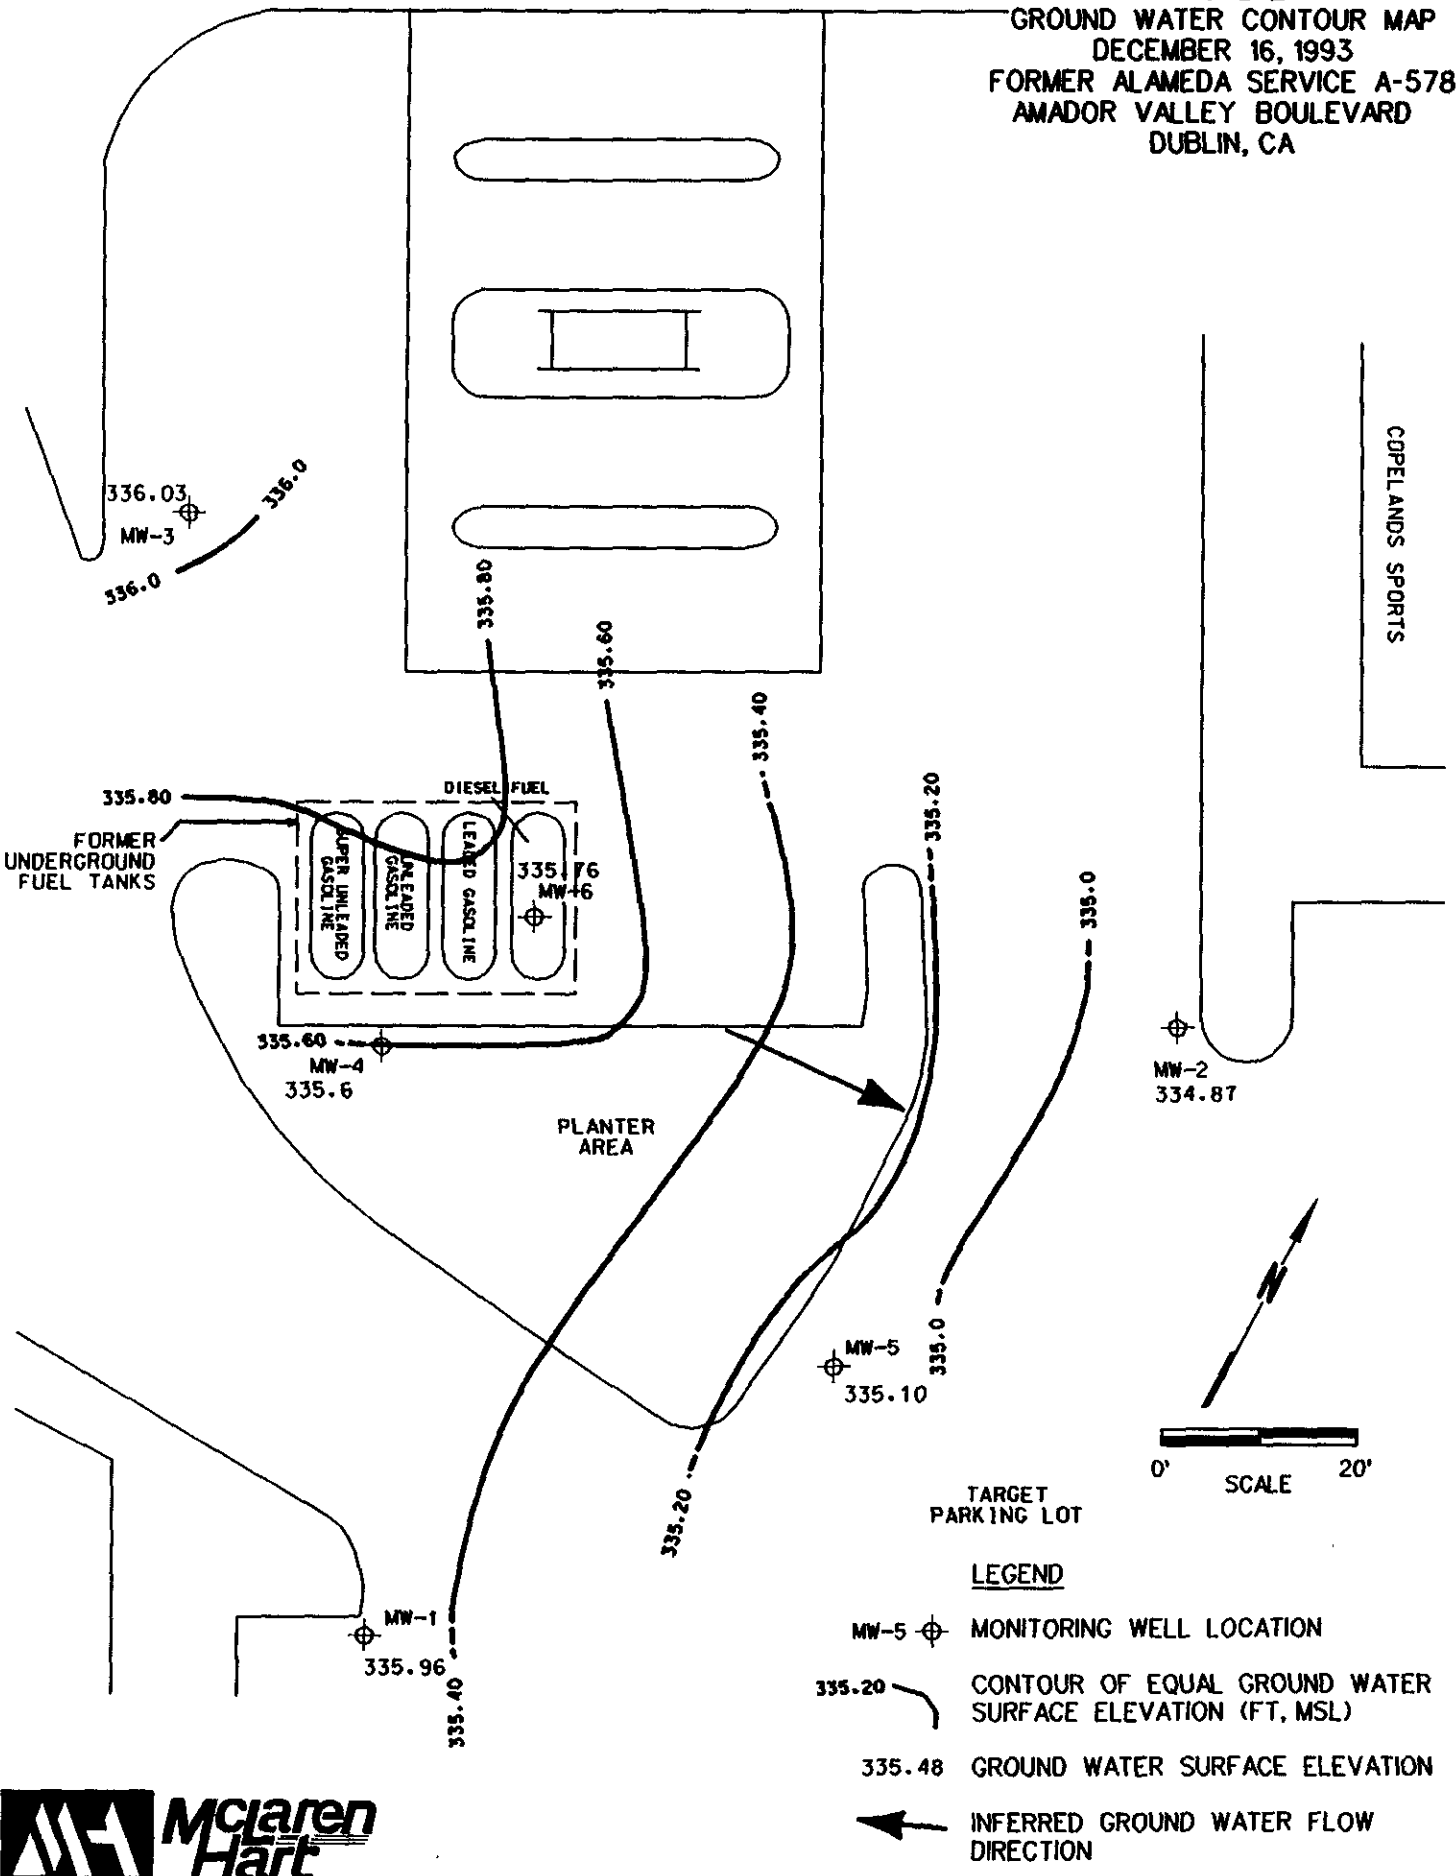 GROUND WATER CONTOUR MAP
DECEMBER 16, 1993
FORMER ALAMEDA SERVICE A-578
AMADOR VALLEY BOULEVARD
DUBLIN, CA
COPELANDS SPORTS
336.03
MW-3
336.0
336.0
335.80
335.60
335.40
335.20
335.0
335.80
FORMER
UNDERGROUND
FUEL TANKS
DIESEL FUEL
SUPER UNLEADED
GASOLINE
UNLEADED
GASOLINE
LEADED GASOLINE
335.76
MW-6
335.60
MW-4
335.6
PLANTER
AREA
MW-2
334.87
N
MW-5
335.10
335.0
335.20
0'
20'
SCALE
TARGET
PARKING LOT
MW-1
335.96
335.40
LEGEND
MW-5 MONITORING WELL LOCATION
335.20 CONTOUR OF EQUAL GROUND WATER
SURFACE ELEVATION (FT, MSL)
335.48 GROUND WATER SURFACE ELEVATION
INFERRED GROUND WATER FLOW
DIRECTION
McLaren
Hart